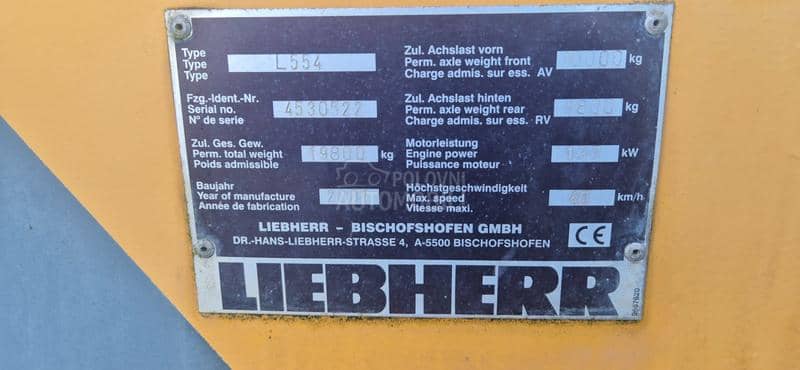 Type
Type L554
Type
Zul. Achslast vorn
Perm. axle weight front kg
Charge admis. sur ess. AV
Fzg.-Ident.-Nr.
Serial no.
N° de serie
Zul. Achslast hinten
Perm. axle weight rear kg
Charge admis. sur ess. RV
Zul. Ges. Gew.
Perm. total weight 19800 kg
Poids admissible
Motorleistung
Engine power kW
Puissance moteur
Baujahr
Year of manufacture
Année de fabrication
Höchstgeschwindigkeit
Max. speed km/h
Vitesse maxi.
POLOVNI
AUTOMOBILI
LIEBHERR - BISCHOFSHOFEN GMBH
DR.-HANS-LIEBHERR-STRASSE 4, A-5500 BISCHOFSHOFEN
CE
LIEBHERR